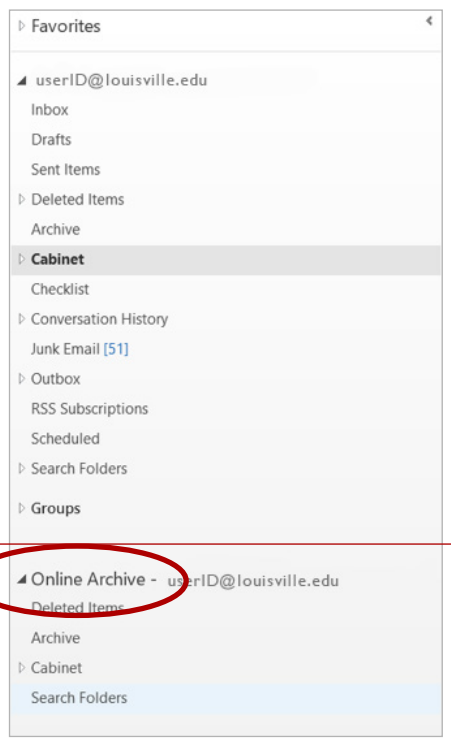 Favorites
userID@louisville.edu
Inbox
Drafts
Sent Items
Deleted Items
Archive
Cabinet
Checklist
Conversation History
Junk Email [51]
Outbox
RSS Subscriptions
Scheduled
Search Folders
Groups
Online Archive - userID@louisville.edu
Deleted Items
Archive
Cabinet
Search Folders